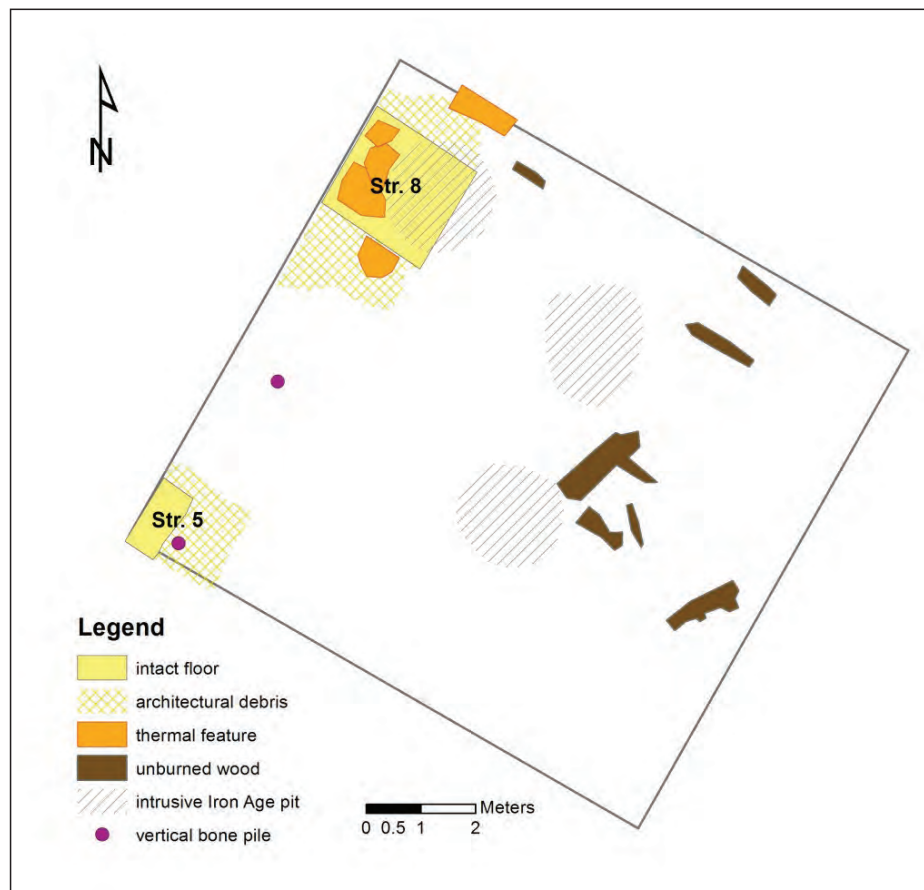 N
Str. 8
Str. 5
Legend
intact floor
architectural debris
thermal feature
unburned wood
intrusive Iron Age pit
vertical bone pile
Meters
0 0.5 1 2